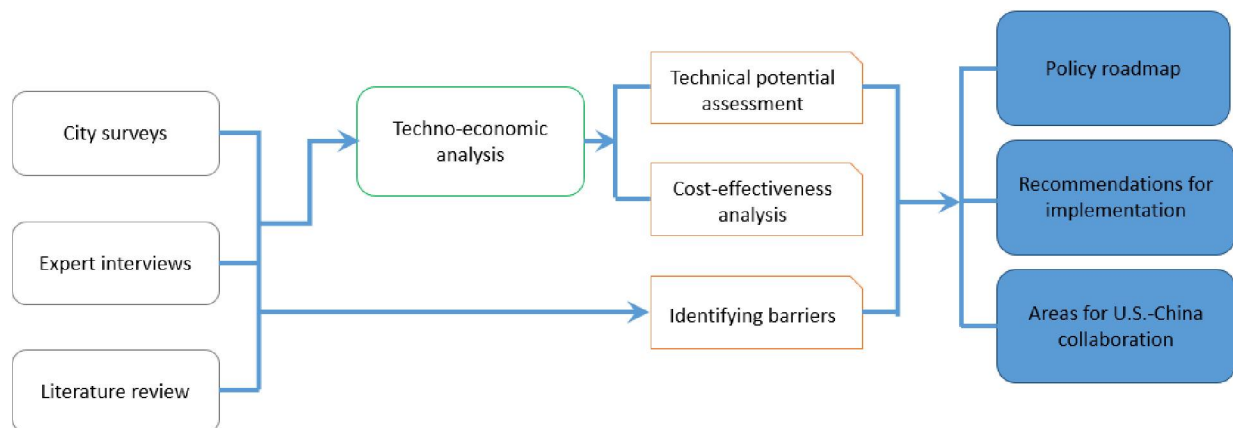 City surveys
Expert interviews
Literature review
Techno-economic
analysis
Technical potential
assessment
Cost-effectiveness
analysis
Identifying barriers
Policy roadmap
Recommendations for
implementation
Areas for U.S.-China
collaboration